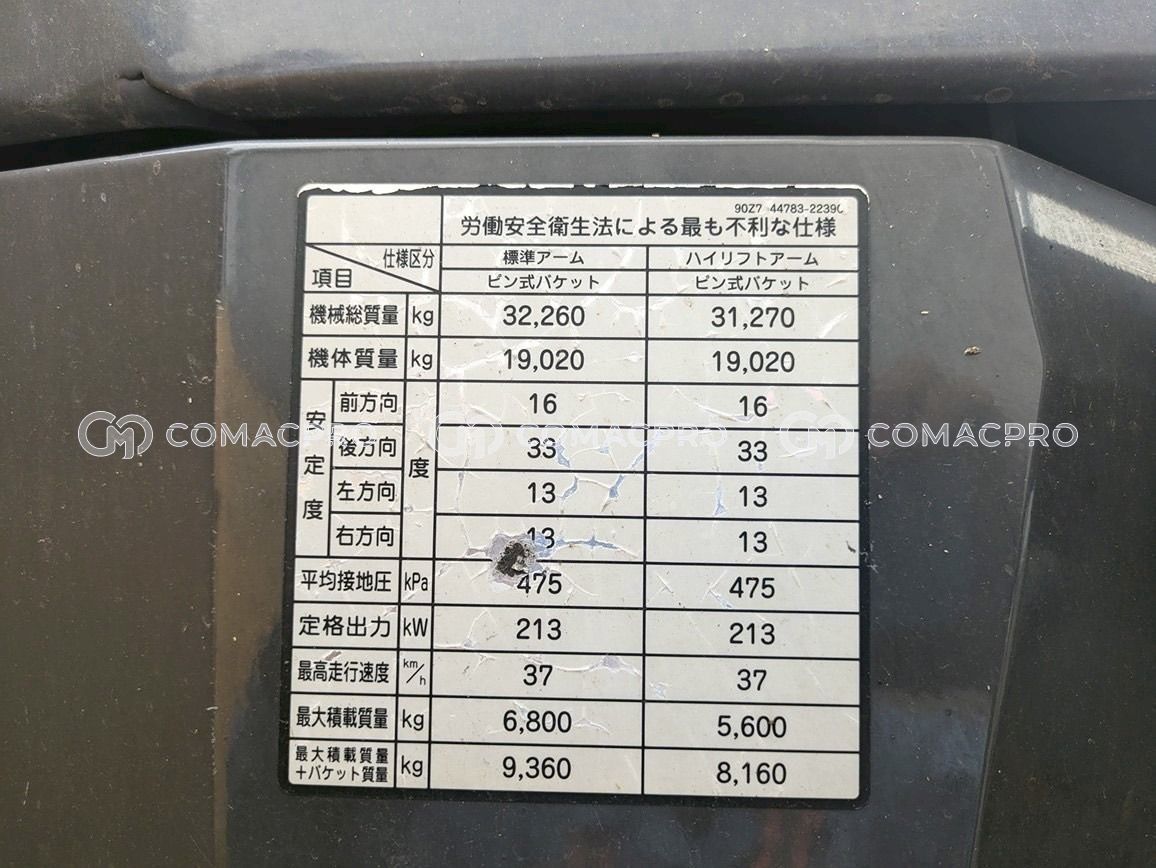 90Z7 44783-2239
労働安全衛生法による最も不利な仕様
仕様区分 標準アーム ハイリフトアーム
項目 ピン式バケット ピン式バケット
機械総質量 kg 32,260 31,270
機体質量 kg 19,020 19,020
安定度 前方向 度 16 16
後方向 33 33
左方向 13 13
右方向 13 13
平均接地圧 kPa 475 475
定格出力 kW 213 213
最高走行速度 km/h 37 37
最大積載質量 kg 6,800 5,600
最大積載質量 kg 9,360 8,160
+バケット質量
COMACPRO COMACPRO COMACPRO